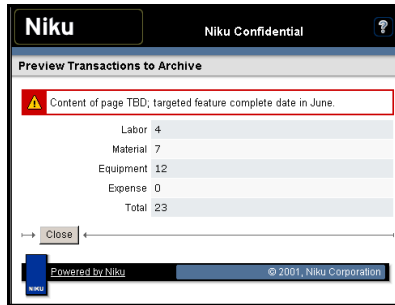 Niku
Niku Confidential
?
Preview Transactions to Archive
Content of page TBD; targeted feature complete date in June.
Labor 4
Material 7
Equipment 12
Expense 0
Total 23
Close
Powered by Niku
© 2001, Niku Corporation
NIKU